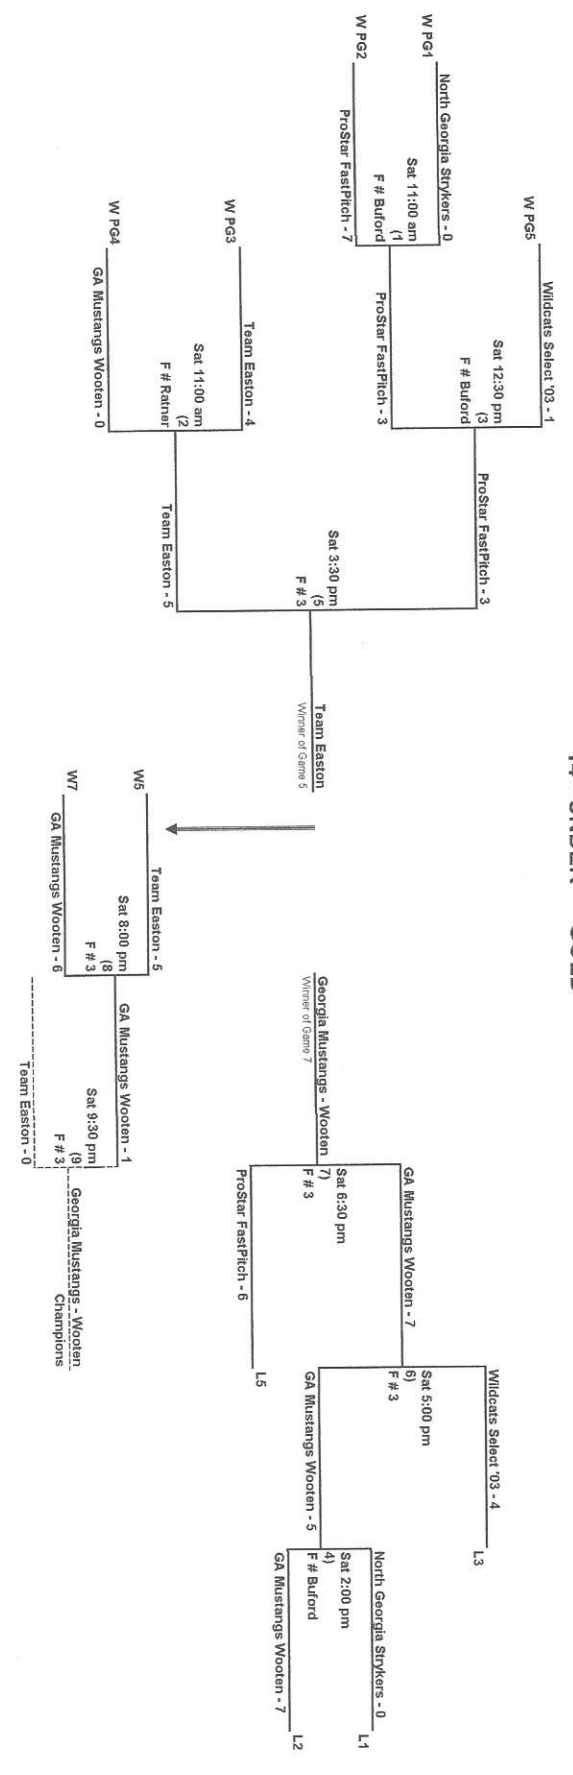 14 UNDER GOLD
W PG5
Wildcats Select '03 - 1
Sat 12:30 pm
(3
F # Buford
ProStar FastPitch - 3
W PG1
North Georgia Strykers - 0
Sat 11:00 am
(1
F # Buford
ProStar FastPitch - 3
W PG2
ProStar FastPitch - 7
Sat 3:30 pm
(5
F # 3
Team Easton
Winner of Game 5
W PG3
Team Easton - 4
Sat 11:00 am
(2
F # Ratner
Team Easton - 5
W PG4
GA Mustangs Wooten - 0
Wildcats Select '03 - 4
L3
Sat 5:00 pm
6)
F # 3
GA Mustangs Wooten - 7
North Georgia Strykers - 0
L1
Sat 2:00 pm
4)
F # Buford
GA Mustangs Wooten - 5
GA Mustangs Wooten - 7
L2
Sat 6:30 pm
7)
F # 3
Georgia Mustangs - Wooten
Winner of Game 7
ProStar FastPitch - 6
L5
W5
Team Easton - 5
Sat 8:00 pm
(8
F # 3
GA Mustangs Wooten - 1
W7
GA Mustangs Wooten - 6
Sat 9:30 pm
(9
F # 3
Georgia Mustangs - Wooten
Champions
Team Easton - 0